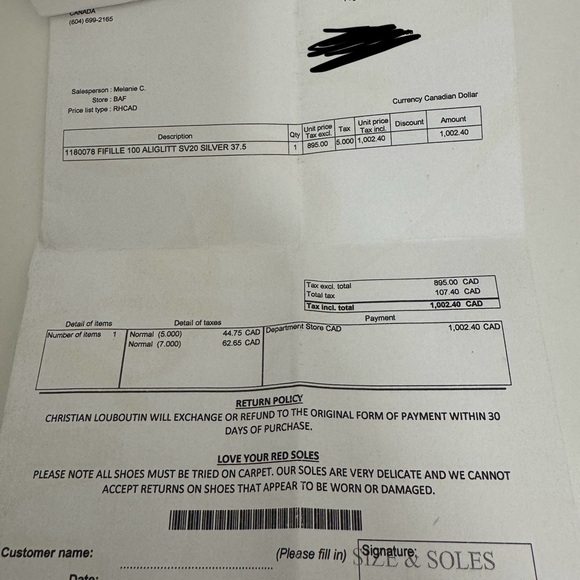 CANADA
(604) 699-2165
Salesperson : Melanie C.
Store : BAF
Price list type : RHCAD
Currency Canadian Dollar
Description Qty Unit price Tax excl. Tax Unit price Tax incl. Discount Amount
1180078 FIFILLE 100 ALIGLITT SV20 SILVER 37.5 1 895.00 5.000 1,002.40 1,002.40
Tax excl. total 895.00 CAD
Total tax 107.40 CAD
Tax incl. total 1,002.40 CAD
Detail of items Detail of taxes Payment
Number of items 1 Normal (5.000) 44.75 CAD Department Store CAD 1,002.40 CAD
Normal (7.000) 62.65 CAD
RETURN POLICY
CHRISTIAN LOUBOUTIN WILL EXCHANGE OR REFUND TO THE ORIGINAL FORM OF PAYMENT WITHIN 30
DAYS OF PURCHASE.
LOVE YOUR RED SOLES
PLEASE NOTE ALL SHOES MUST BE TRIED ON CARPET. OUR SOLES ARE VERY DELICATE AND WE CANNOT
ACCEPT RETURNS ON SHOES THAT APPEAR TO BE WORN OR DAMAGED.
Customer name: (Please fill in) Signature:
SIZE & SOLES
Date: